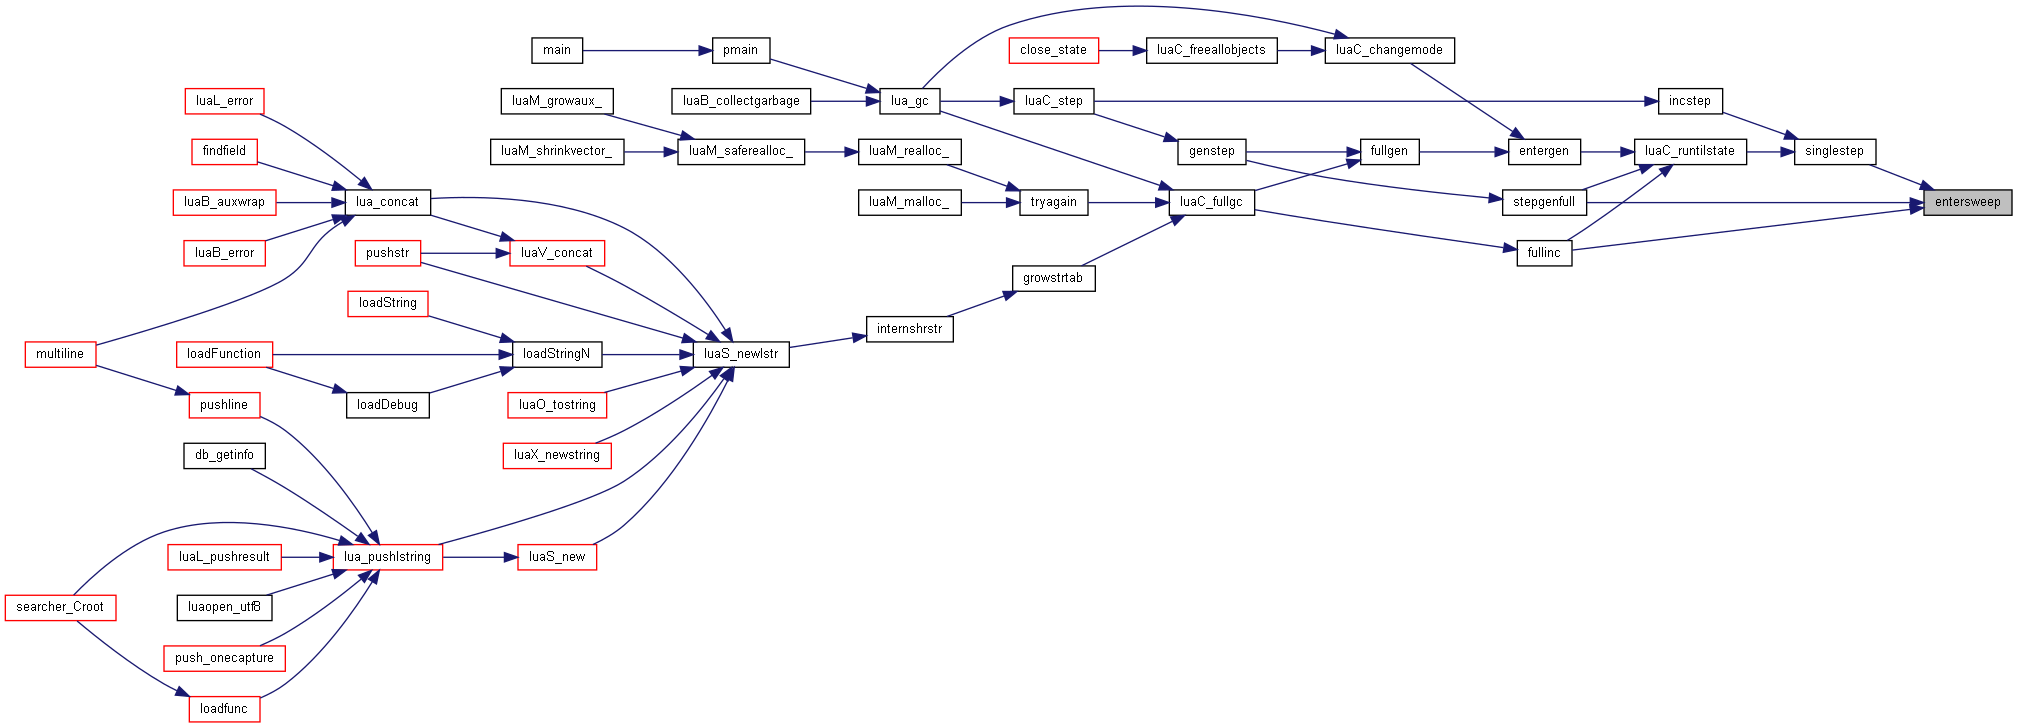 main
pmain
close_state
luaC_freeallobjects
luaC_changemode
luaL_error
luaM_growaux_
luaB_collectgarbage
lua_gc
luaC_step
incstep
findfield
luaM_shrinkvector_
luaM_saferealloc_
luaM_realloc_
genstep
fullgen
entergen
luaC_runtilstate
singlestep
luaB_auxwrap
lua_concat
luaM_malloc_
tryagain
luaC_fullgc
stepgenfull
entersweep
luaB_error
pushstr
luaV_concat
fullinc
growstrtab
loadString
internshrstr
multiline
loadFunction
loadStringN
luaS_newlstr
pushline
loadDebug
luaO_tostring
db_getinfo
luaX_newstring
luaL_pushresult
lua_pushlstring
luaS_new
searcher_Croot
luaopen_utf8
push_onecapture
loadfunc